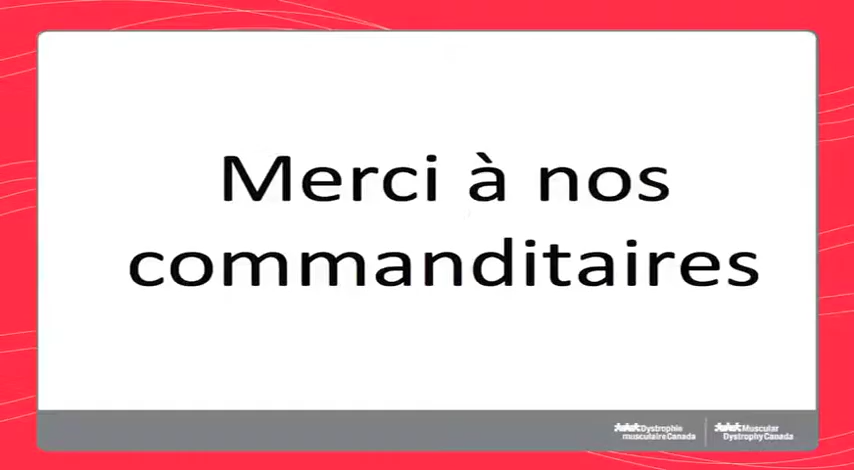 Merci à nos
commanditaires
Dystrophie
musculaire Canada
Muscular
Dystrophy Canada